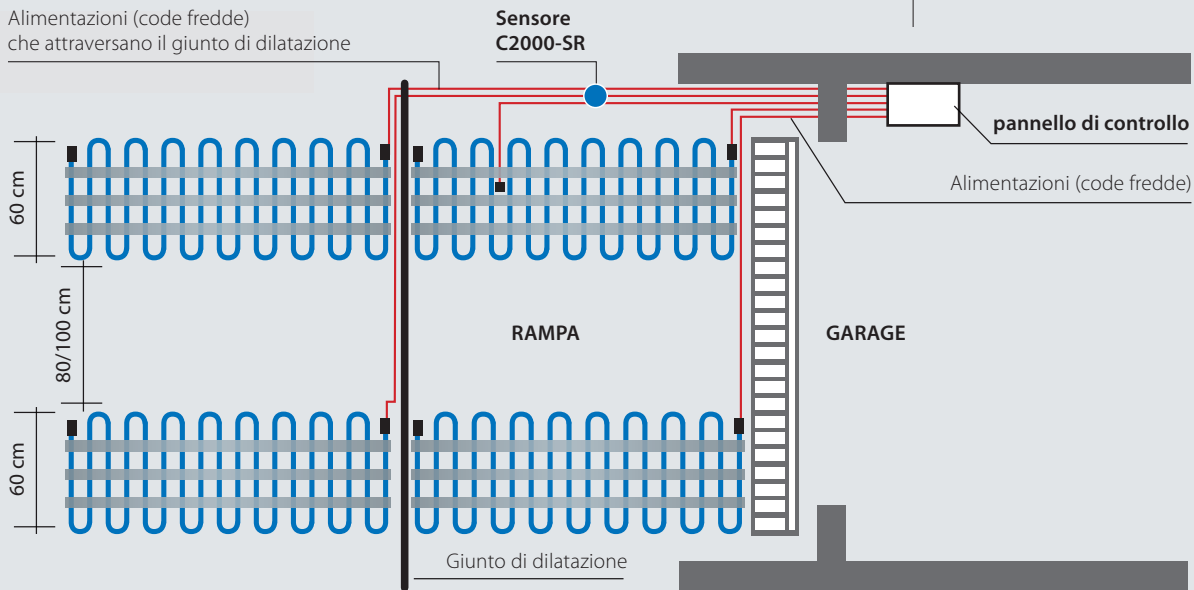 Alimentazioni (code fredde)
che attraversano il giunto di dilatazione
Sensore
C2000-SR
pannello di controllo
Alimentazioni (code fredde)
60 cm
80/100 cm
RAMPA
GARAGE
60 cm
Giunto di dilatazione